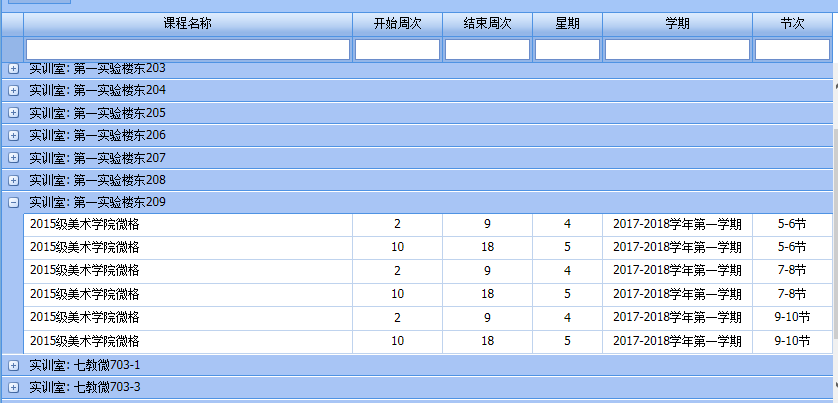 课程名称 开始周次 结束周次 星期 学期 节次
实训室: 第一实验楼东203
实训室: 第一实验楼东204
实训室: 第一实验楼东205
实训室: 第一实验楼东206
实训室: 第一实验楼东207
实训室: 第一实验楼东208
实训室: 第一实验楼东209
2015级美术学院微格 2 9 4 2017-2018学年第一学期 5-6节
2015级美术学院微格 10 18 5 2017-2018学年第一学期 5-6节
2015级美术学院微格 2 9 4 2017-2018学年第一学期 7-8节
2015级美术学院微格 10 18 5 2017-2018学年第一学期 7-8节
2015级美术学院微格 2 9 4 2017-2018学年第一学期 9-10节
2015级美术学院微格 10 18 5 2017-2018学年第一学期 9-10节
实训室: 七教微703-1
实训室: 七教微703-3